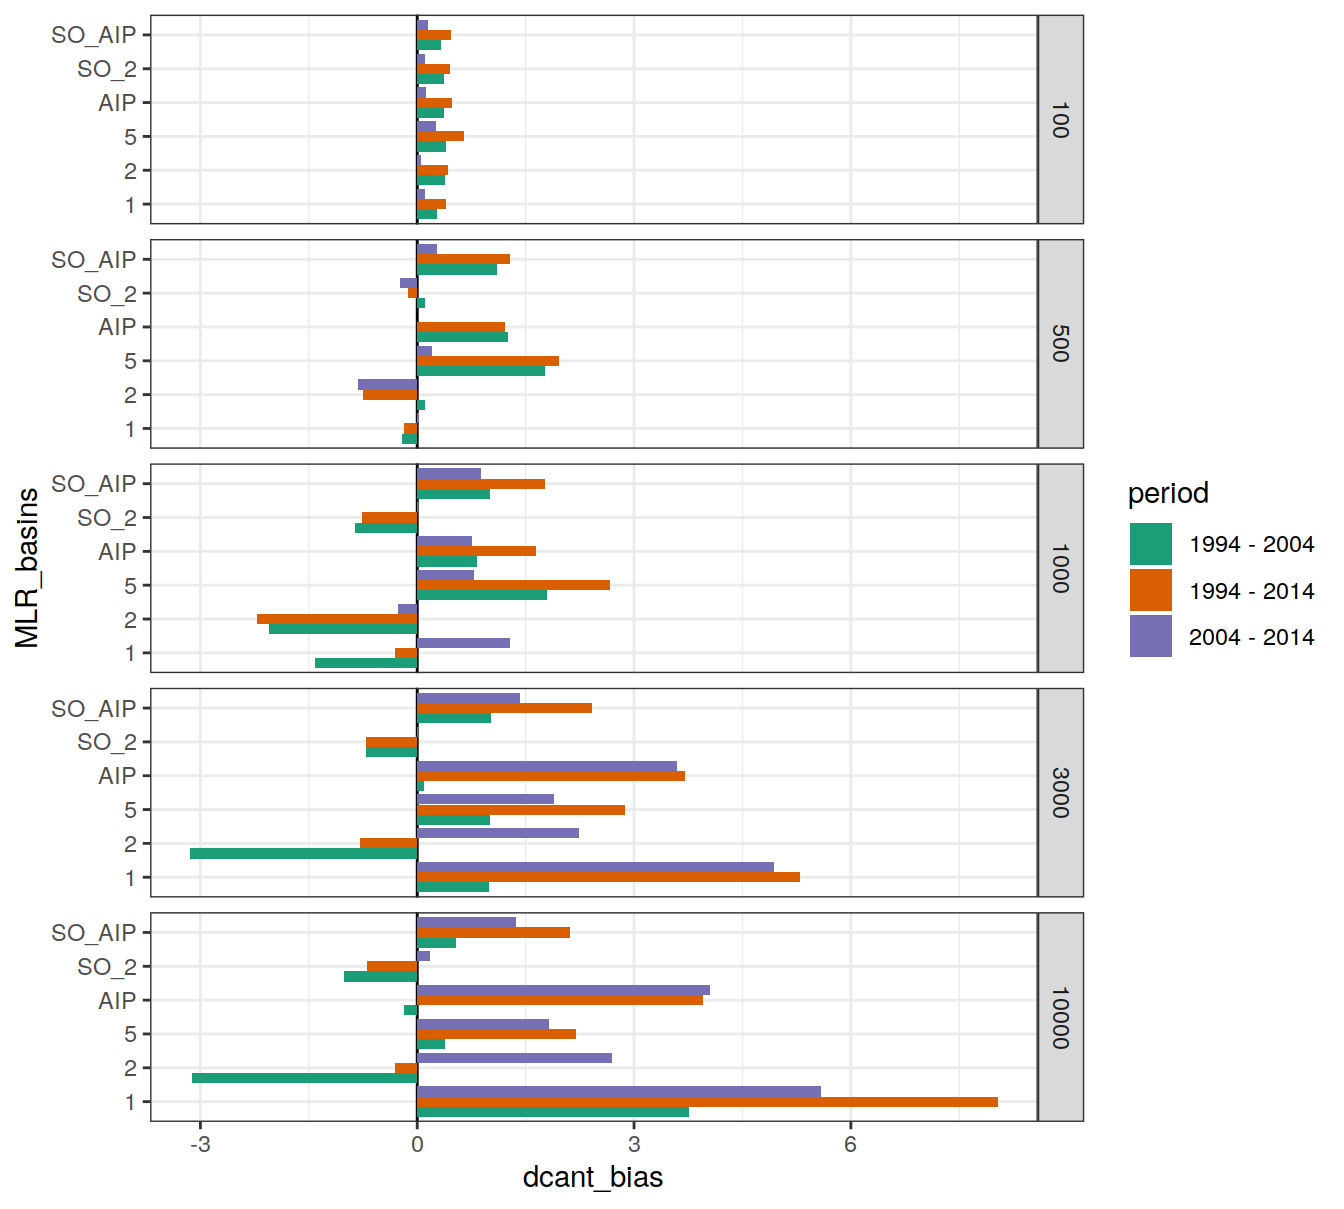 SO_AIP
SO_2
AIP
5
2
1
100
SO_AIP
SO_2
AIP
5
2
1
500
SO_AIP
SO_2
AIP
5
2
1
1000
SO_AIP
SO_2
AIP
5
2
1
3000
SO_AIP
SO_2
AIP
5
2
1
10000
-3
0
3
6
dcant_bias
MLR_basins
period
1994 - 2004
1994 - 2014
2004 - 2014